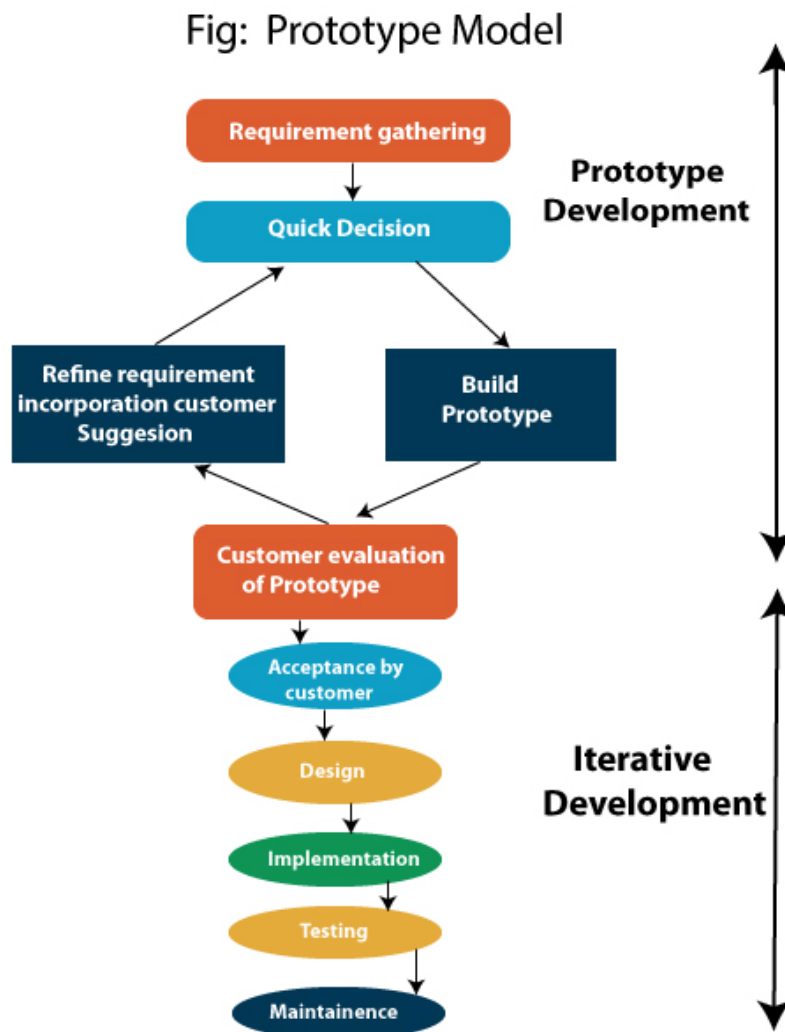 Fig: Prototype Model
Requirement gathering
Prototype
Development
Quick Decision
Refine requirement
incorporation customer
Suggesion
Build
Prototype
Customer evaluation
of Prototype
Acceptance by
customer
Design
Iterative
Development
Implementation
Testing
Maintainence